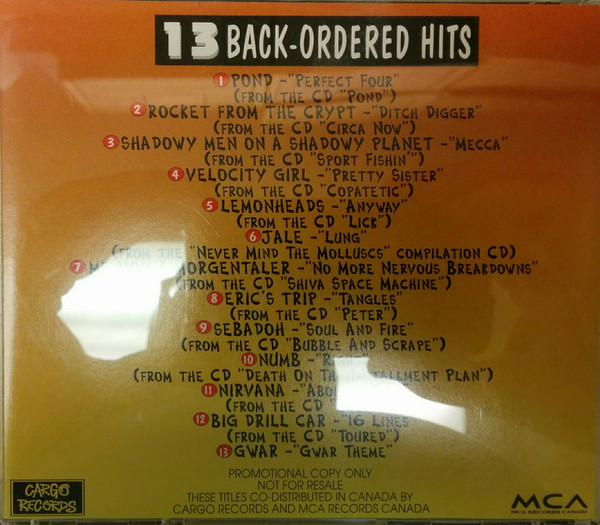 13 BACK-ORDERED HITS
1 POND -"PERFECT FOUR"
(FROM THE CD "POND")
2 ROCKET FROM THE CRYPT -"DITCH DIGGER"
(FROM THE CD "CIRCA NOW")
3 SHADOWY MEN ON A SHADOWY PLANET -"MECCA"
(FROM THE CD "SPORT FISHIN'")
4 VELOCITY GIRL -"PRETTY SISTER"
(FROM THE CD "COPATETIC")
5 LEMONHEADS -"ANYWAY"
(FROM THE CD "LICK")
6 JALE -"LUNG"
(FROM THE "NEVER MIND THE MOLLUSCS" COMPILATION CD)
7 MORGENTALER -"NO MORE NERVOUS BREAKDOWNS"
(FROM THE CD "SHIVA SPACE MACHINE")
8 ERIC'S TRIP -"TANGLES"
(FROM THE CD "PETER")
9 SEBADOH -"SOUL AND FIRE"
(FROM THE CD "BUBBLE AND SCRAPE")
10 NUMB -
(FROM THE CD "DEATH ON THE INSTALLMENT PLAN")
11 NIRVANA -
(FROM THE CD
12 BIG DRILL CAR -"16 LINES"
(FROM THE CD "TOURED")
13 GWAR -"GWAR THEME"
PROMOTIONAL COPY ONLY
NOT FOR RESALE
THESE TITLES CO-DISTRIBUTED IN CANADA BY
CARGO RECORDS AND MCA RECORDS CANADA
CARGO
RECORDS
MCA
MCA RECORDS CANADA